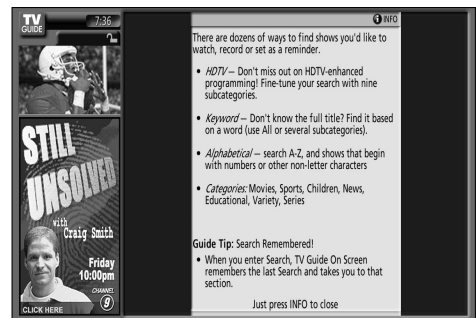 TV
GUIDE
7:36
INFO
There are dozens of ways to find shows you'd like to
watch, record or set as a reminder.
• HDTV – Don't miss out on HDTV-enhanced
programming! Fine-tune your search with nine
subcategories.
• Keyword – Don't know the full title? Find it based
on a word (use All or several subcategories).
• Alphabetical – search A-Z, and shows that begin
with numbers or other non-letter characters
• Categories: Movies, Sports, Children, News,
Educational, Variety, Series
Guide Tip: Search Remembered!
• When you enter Search, TV Guide On Screen
remembers the last Search and takes you to that
section.
Just press INFO to close
STILL
UNSOLVED
with
Craig Smith
Friday
10:00pm
CHANNEL
9
CLICK HERE